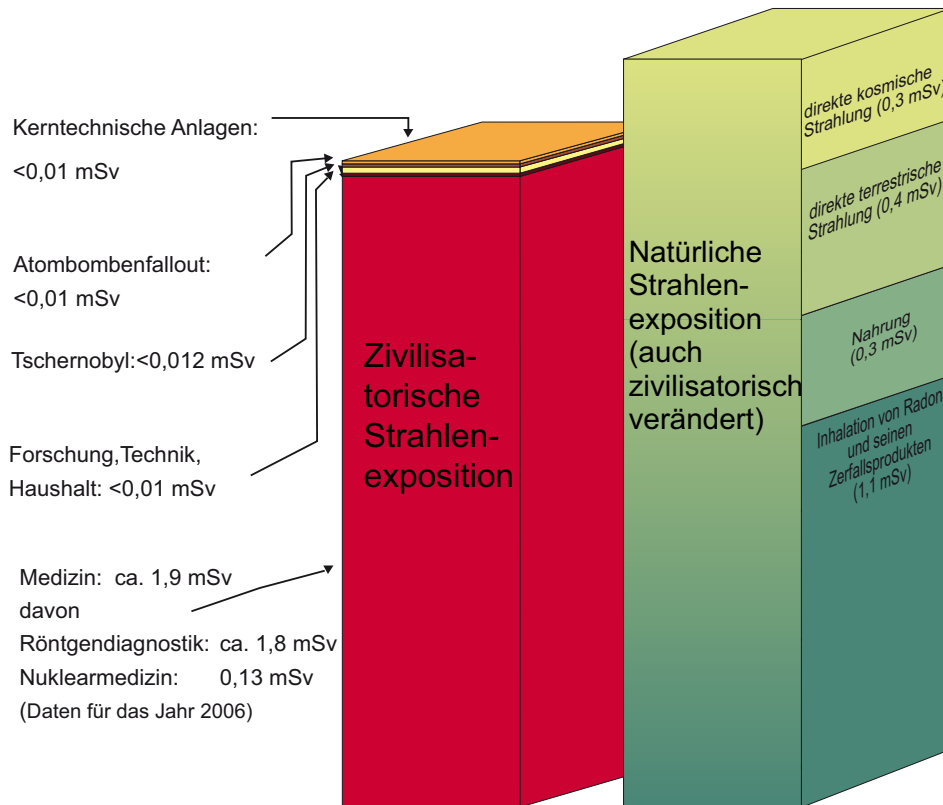 Kerntechnische Anlagen:
<0,01 mSv
Atombombenfallout:
<0,01 mSv
Tschernobyl:<0,012 mSv
Forschung,Technik,
Haushalt: <0,01 mSv
Medizin: ca. 1,9 mSv
davon
Röntgendiagnostik: ca. 1,8 mSv
Nuklearmedizin: 0,13 mSv
(Daten für das Jahr 2006)
Zivilisa-
torische
Strahlen-
exposition
Natürliche
Strahlen-
exposition
(auch
zivilisatorisch
verändert)
direkte kosmische
Strahlung (0,3 mSv)
direkte terrestrische
Strahlung (0,4 mSv)
Nahrung
(0,3 mSv)
Inhalation von Radon
und seinen
Zerfallsprodukten
(1,1 mSv)